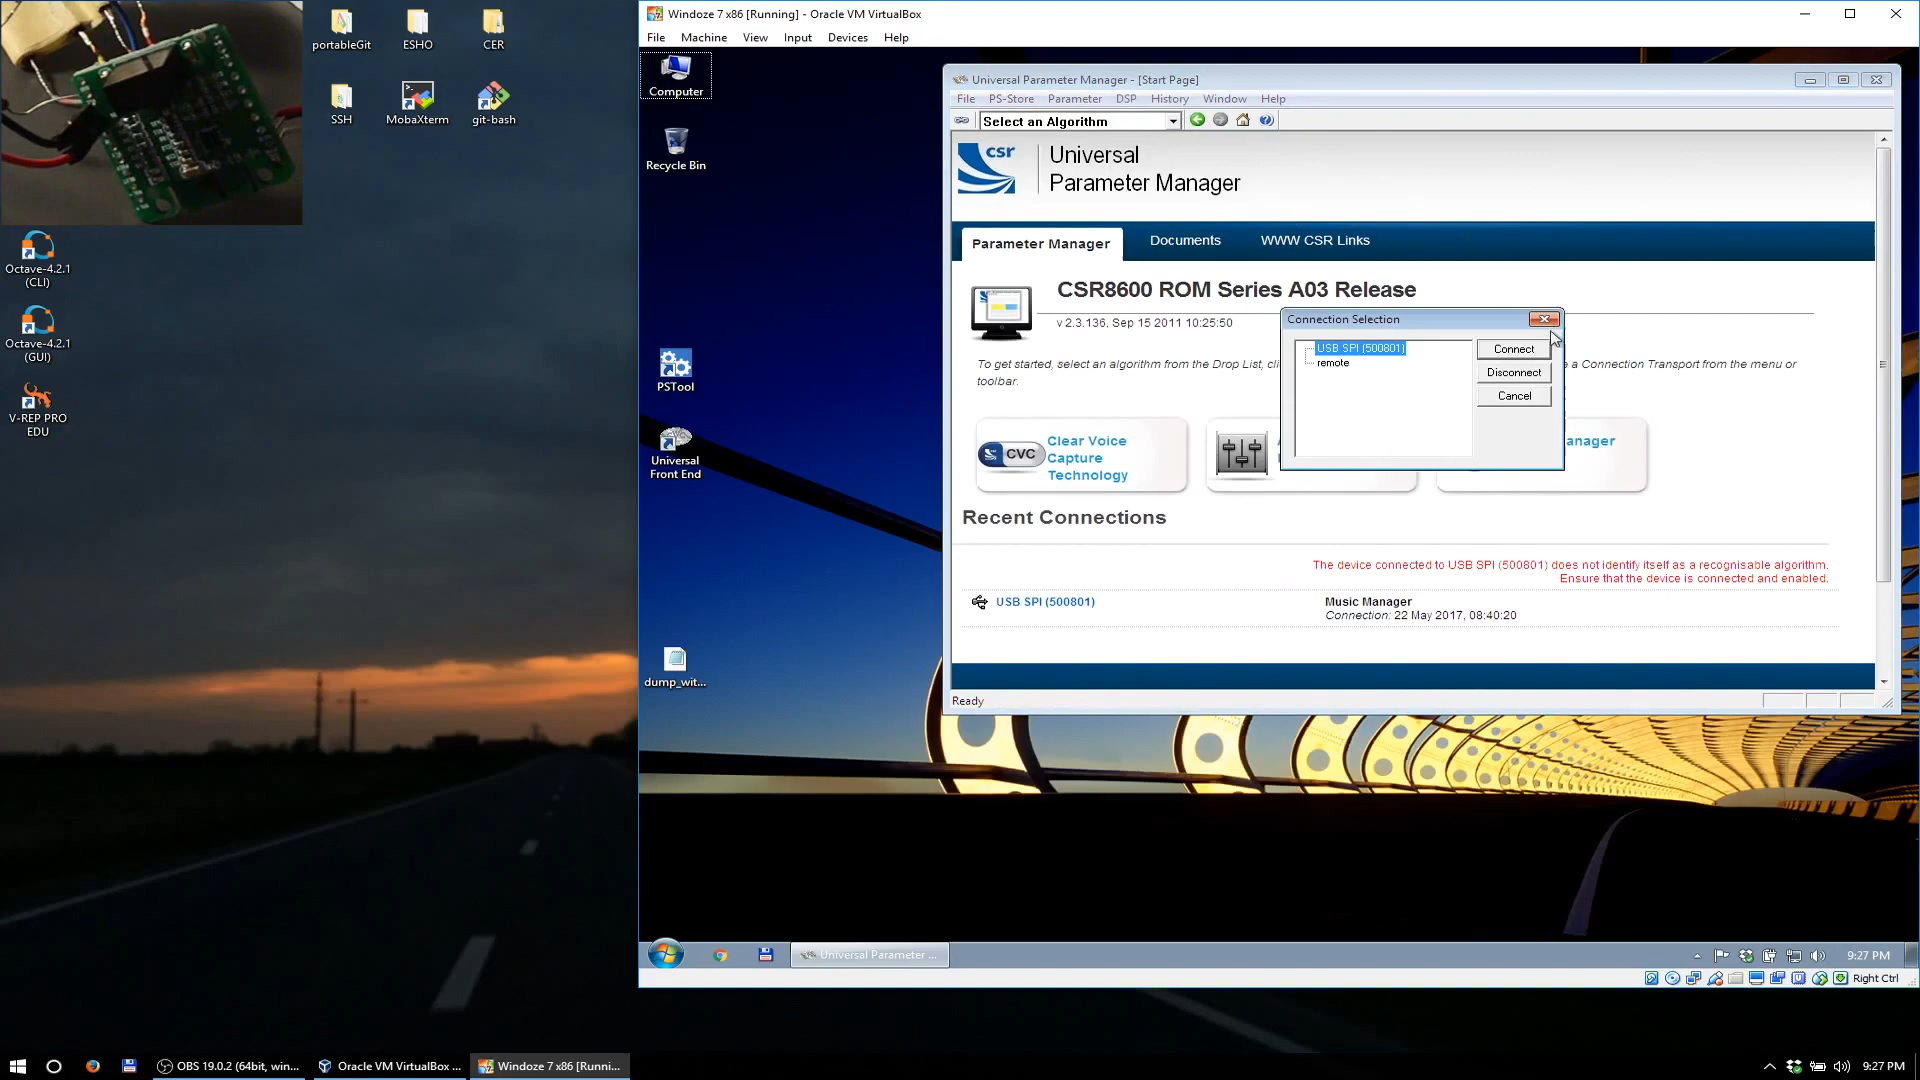 portableGit
ESHO
CER
SSH
MobaXterm
git-bash
Octave-4.2.1
(CLI)
Octave-4.2.1
(GUI)
V-REP PRO
EDU
Windoze 7 x86 [Running] - Oracle VM VirtualBox
File Machine View Input Devices Help
Computer
Recycle Bin
PSTool
Universal
Front End
dump_wit...
Universal Parameter Manager - [Start Page]
File PS-Store Parameter DSP History Window Help
Select an Algorithm
csr
Universal
Parameter Manager
Parameter Manager
Documents
WWW CSR Links
CSR8600 ROM Series A03 Release
v 2.3.136, Sep 15 2011 10:25:50
To get started, select an algorithm from the Drop List, cli
e a Connection Transport from the menu or
toolbar.
Connection Selection
USB SPI (500801)
remote
Connect
Disconnect
Cancel
CVC
Clear Voice
Capture
Technology
anager
Recent Connections
The device connected to USB SPI (500801) does not identify itself as a recognisable algorithm.
Ensure that the device is connected and enabled.
USB SPI (500801)
Music Manager
Connection: 22 May 2017, 08:40:20
Ready
Universal Parameter ...
9:27 PM
Right Ctrl
OBS 19.0.2 (64bit, win...
Oracle VM VirtualBox ...
Windoze 7 x86 [Runni...
9:27 PM